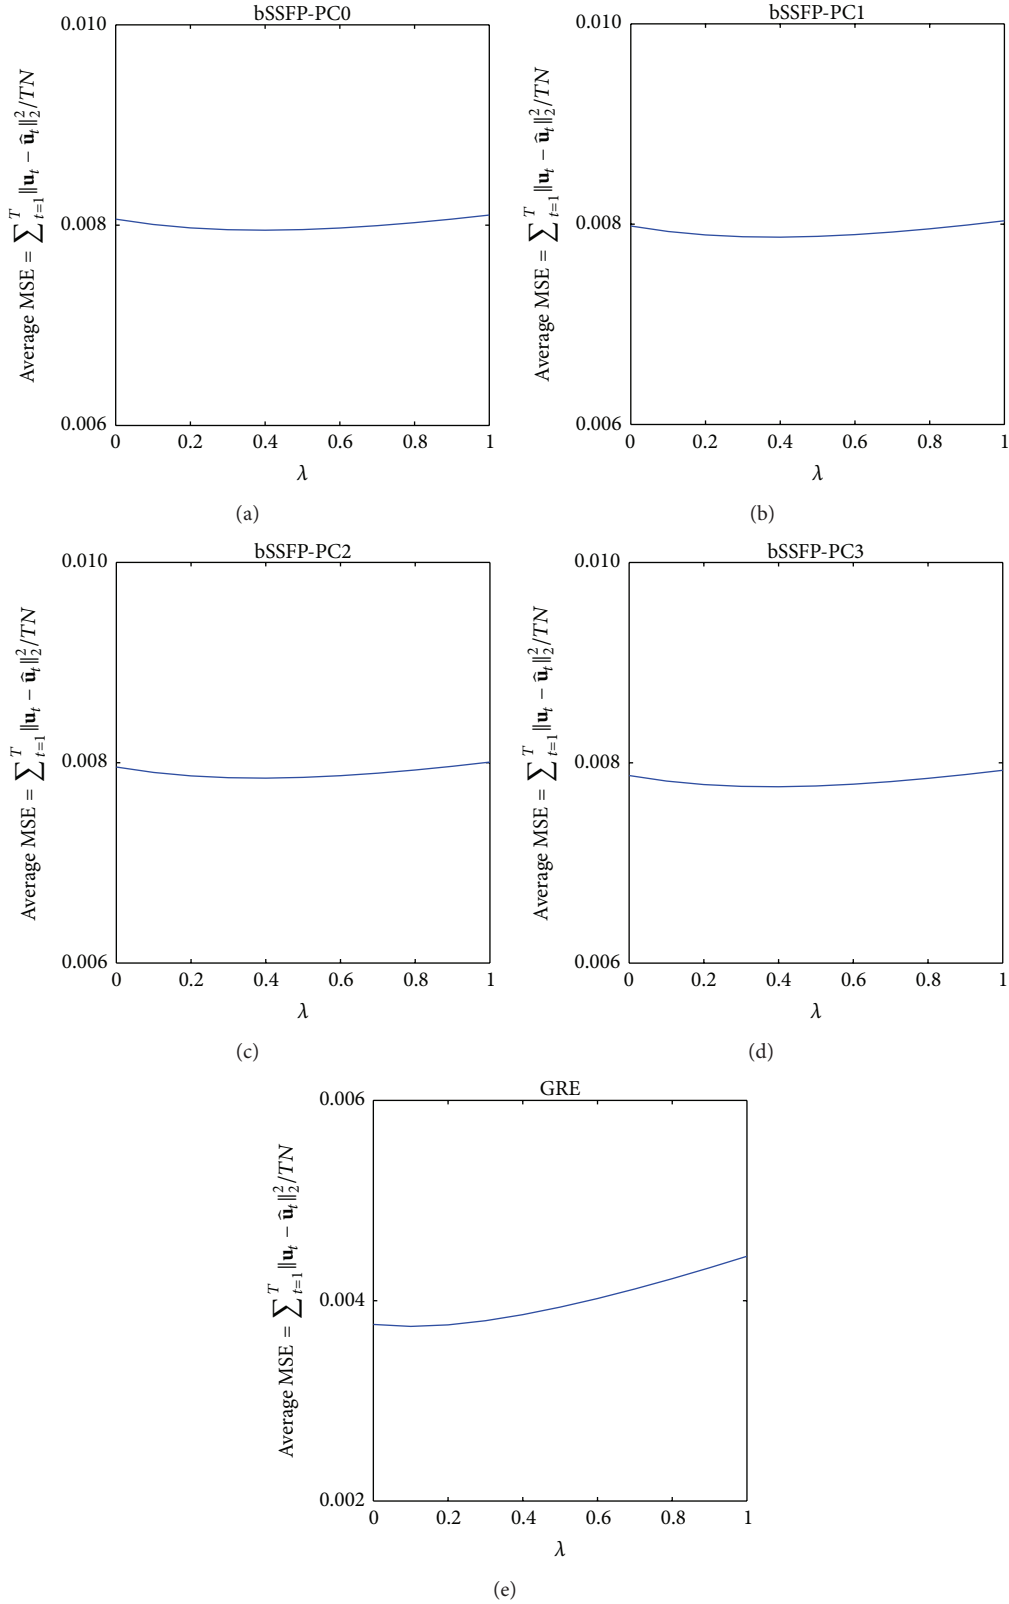 bSSFP-PC0
0.010
0.008
0.006
0 0.2 0.4 0.6 0.8 1
λ
Average MSE = ∑_{t=1}^{T} ‖u_t − û_t‖_2^2/TN
(a)
bSSFP-PC1
0.010
0.008
0.006
0 0.2 0.4 0.6 0.8 1
λ
Average MSE = ∑_{t=1}^{T} ‖u_t − û_t‖_2^2/TN
(b)
bSSFP-PC2
0.010
0.008
0.006
0 0.2 0.4 0.6 0.8 1
λ
Average MSE = ∑_{t=1}^{T} ‖u_t − û_t‖_2^2/TN
(c)
bSSFP-PC3
0.010
0.008
0.006
0 0.2 0.4 0.6 0.8 1
λ
Average MSE = ∑_{t=1}^{T} ‖u_t − û_t‖_2^2/TN
(d)
GRE
0.006
0.004
0.002
0 0.2 0.4 0.6 0.8 1
λ
Average MSE = ∑_{t=1}^{T} ‖u_t − û_t‖_2^2/TN
(e)